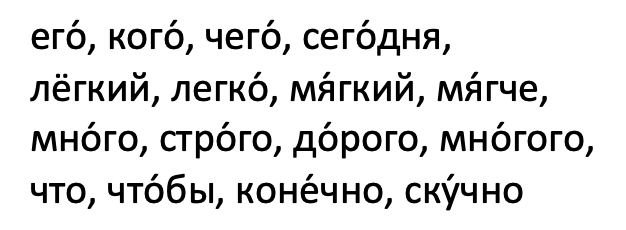 его́, кого́, чего́, сего́дня,
лёгкий, легко́, мя́гкий, мя́гче,
мно́го, стро́го, до́рого, мно́гого,
что, что́бы, коне́чно, ску́чно